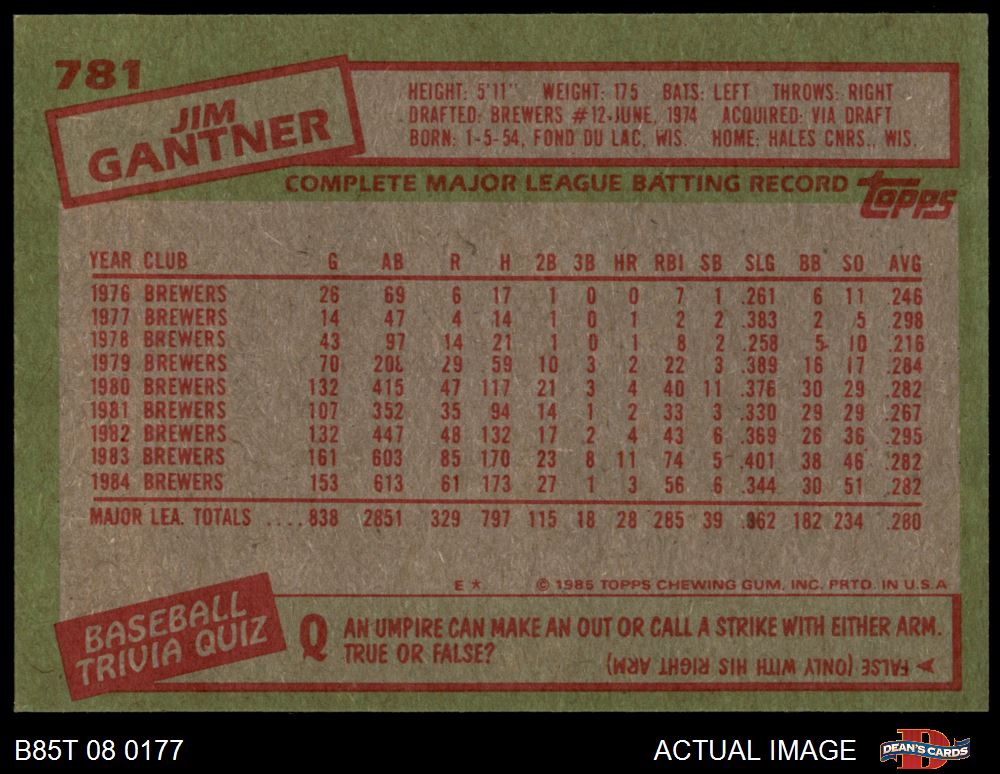 781
JIM
GANTNER
HEIGHT: 5'11" WEIGHT: 175 BATS: LEFT THROWS: RIGHT
DRAFTED: BREWERS #12-JUNE, 1974 ACQUIRED: VIA DRAFT
BORN: 1-5-54, FOND DU LAC, WIS. HOME: HALES CNRS., WIS.
COMPLETE MAJOR LEAGUE BATTING RECORD
topps
YEAR CLUB G AB R H 2B 3B HR RBI SB SLG BB SO AVG
1976 BREWERS 26 69 6 17 1 0 0 7 1 .261 6 11 .246
1977 BREWERS 14 47 4 14 1 0 1 2 2 .383 2 5 .298
1978 BREWERS 43 97 14 21 1 0 1 8 2 .258 5 10 .216
1979 BREWERS 70 208 29 59 10 3 2 22 3 .389 16 17 .284
1980 BREWERS 132 415 47 117 21 3 4 40 11 .376 30 29 .282
1981 BREWERS 107 352 35 94 14 1 2 33 3 .330 29 29 .267
1982 BREWERS 132 447 48 132 17 2 4 43 6 .369 26 36 .295
1983 BREWERS 161 603 85 170 23 8 11 74 5 .401 38 46 .282
1984 BREWERS 153 613 61 173 27 1 3 56 6 .344 30 51 .282
MAJOR LEA. TOTALS ....838 2851 329 797 115 18 28 285 39 .362 182 234 .280
E * © 1985 TOPPS CHEWING GUM, INC. PRTD. IN U.S.A
BASEBALL
TRIVIA QUIZ
Q AN UMPIRE CAN MAKE AN OUT OR CALL A STRIKE WITH EITHER ARM.
TRUE OR FALSE?
FALSE (ONLY WITH HIS RIGHT ARM)
B85T 08 0177
ACTUAL IMAGE
DEAN'S CARDS